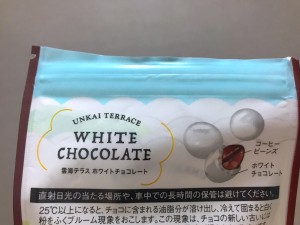 UNKAI TERRACE
WHITE
CHOCOLATE
雲海テラス ホワイトチョコレート
コーヒー
ビーンズ
ホワイト
チョコレート
直射日光の当たる場所や、車中での長時間の保管は避けてください。
25℃以上になると、チョコに含まれる油脂分が溶け出し、冷えて固まると白く
粉をふくブルーム現象をおこします。この現象は、チョコの新しい古いに